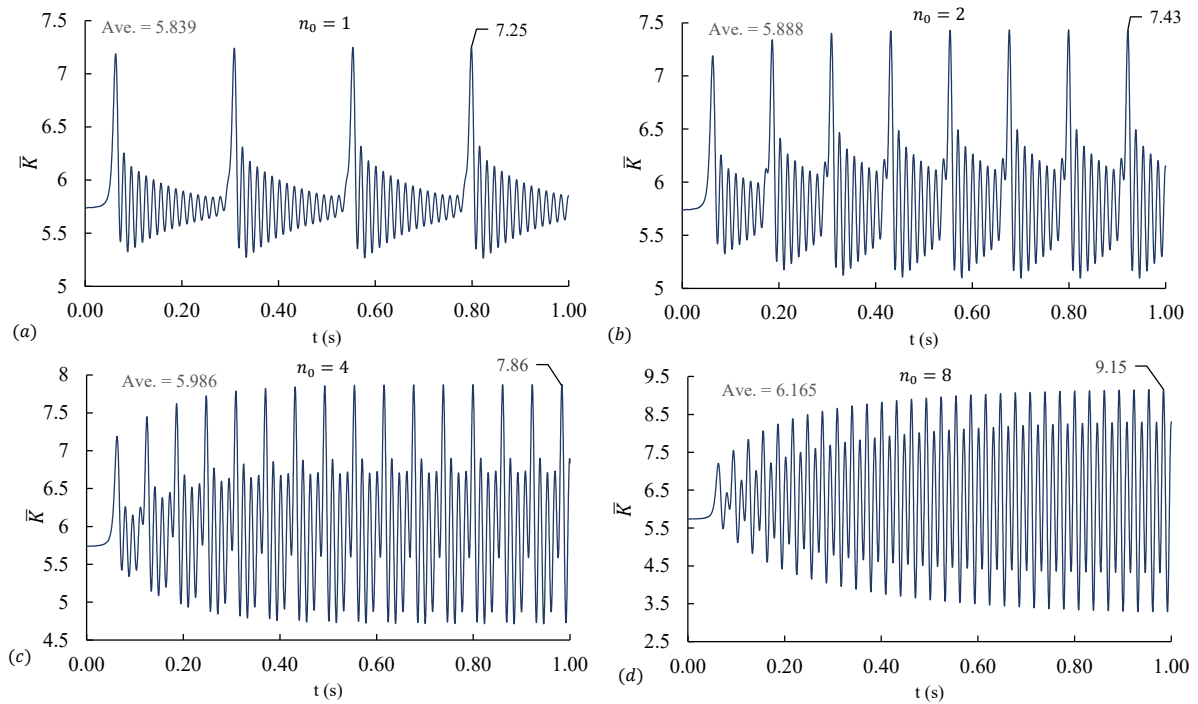 Ave. = 5.839
n₀ = 1
7.25
7.5
7
6.5
6
5.5
5
K̅
0.00 0.20 0.40 0.60 0.80 1.00
t (s)
(a)
Ave. = 5.888
n₀ = 2
7.43
7.5
7
6.5
6
5.5
5
K̅
0.00 0.20 0.40 0.60 0.80 1.00
t (s)
(b)
Ave. = 5.986
n₀ = 4
7.86
8
7.5
7
6.5
6
5.5
5
4.5
K̅
0.00 0.20 0.40 0.60 0.80 1.00
t (s)
(c)
Ave. = 6.165
n₀ = 8
9.15
9.5
8.5
7.5
6.5
5.5
4.5
3.5
2.5
K̅
0.00 0.20 0.40 0.60 0.80 1.00
t (s)
(d)